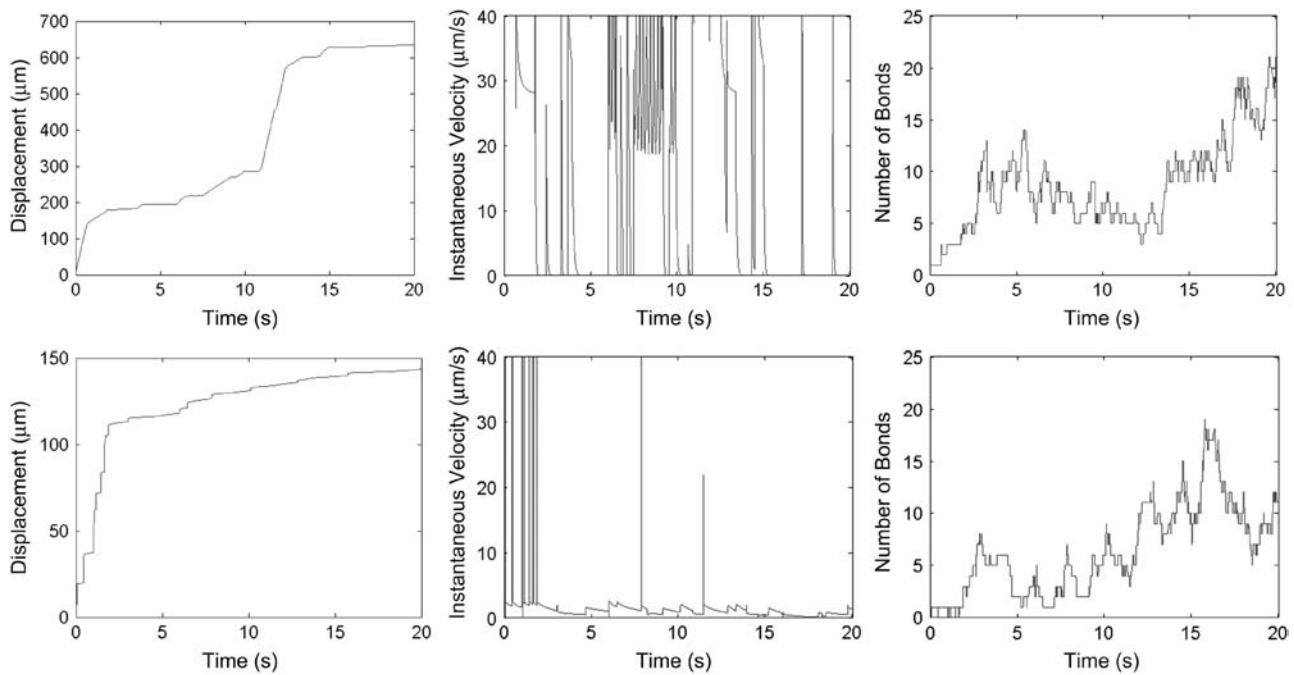 700
600
500
400
300
200
100
0
Displacement (μm)
0 5 10 15 20
Time (s)
40
30
20
10
0
Instantaneous Velocity (μm/s)
0 5 10 15 20
Time (s)
25
20
15
10
5
0
Number of Bonds
0 5 10 15 20
Time (s)
150
100
50
0
Displacement (μm)
0 5 10 15 20
Time (s)
40
30
20
10
0
Instantaneous Velocity (μm/s)
0 5 10 15 20
Time (s)
25
20
15
10
5
0
Number of Bonds
0 5 10 15 20
Time (s)